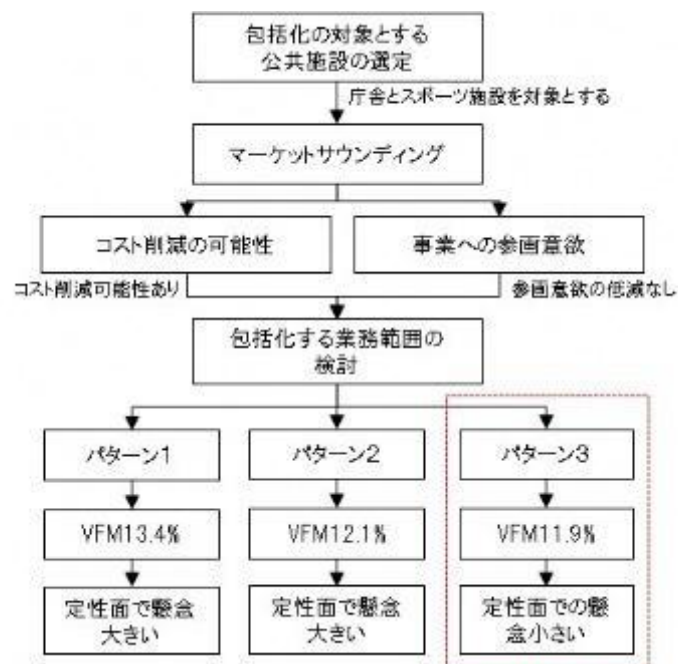 包括化の対象とする
公共施設の選定
庁舎とスポーツ施設を対象とする
マーケットサウンディング
コスト削減の可能性
事業への参画意欲
コスト削減可能性あり
参画意欲の低減なし
包括化する業務範囲の
検討
パターン1
パターン2
パターン3
VFM13.4%
VFM12.1%
VFM11.9%
定性面で懸念
大きい
定性面で懸念
大きい
定性面での懸
念小さい